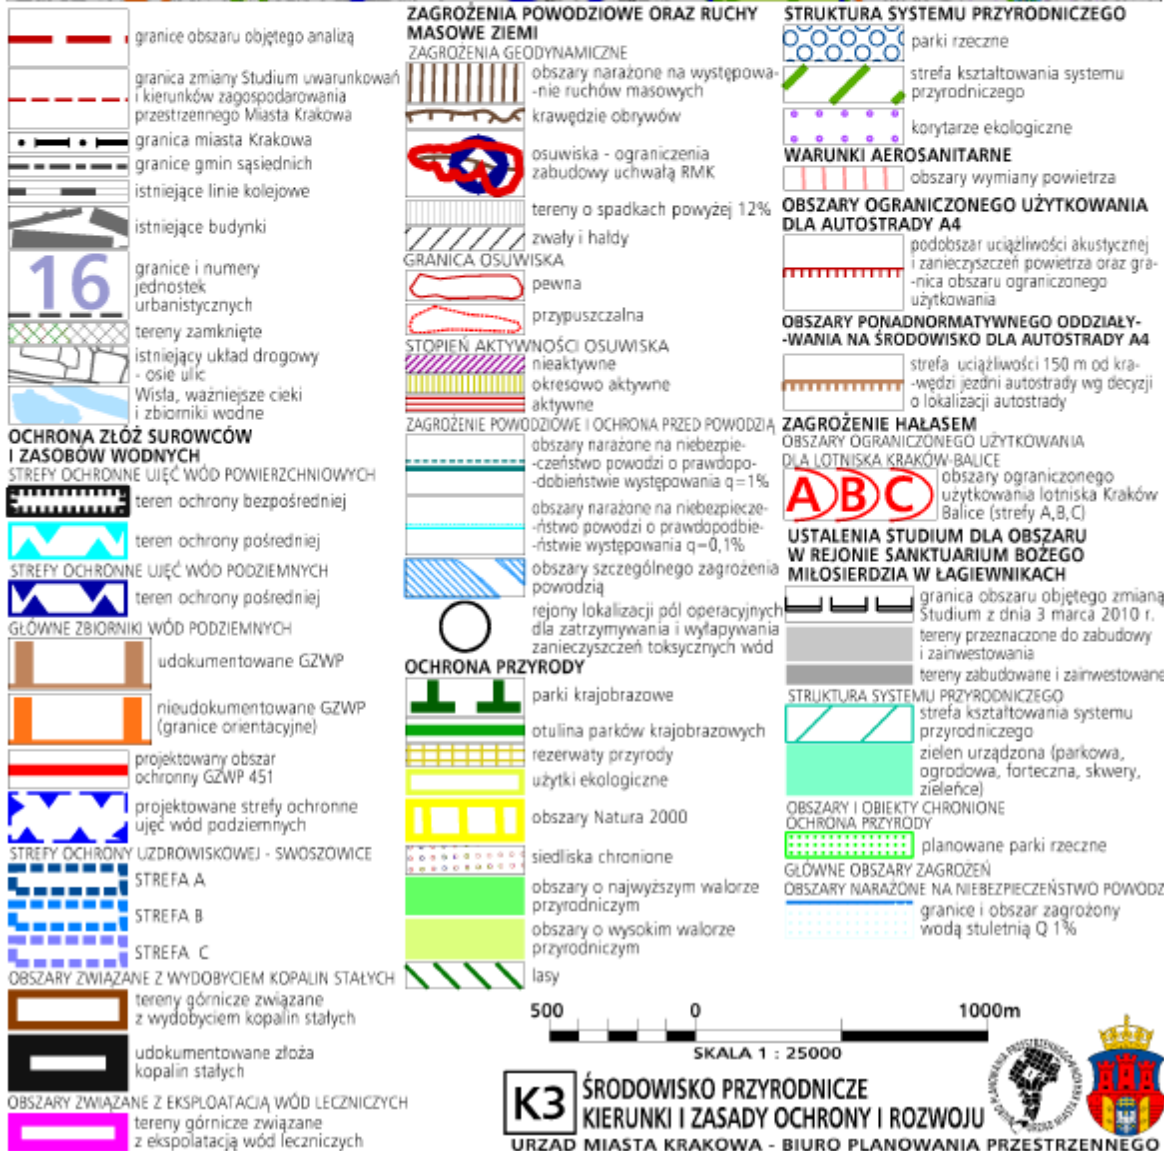 granice obszaru objętego analizą
granica zmiany Studium uwarunkowań
i kierunków zagospodarowania
przestrzennego Miasta Krakowa
granica miasta Krakowa
granice gmin sąsiednich
istniejące linie kolejowe
istniejące budynki
16
granice i numery
jednostek
urbanistycznych
tereny zamknięte
istniejący układ drogowy
- osie ulic
Wisła, ważniejsze cieki
i zbiorniki wodne
OCHRONA ZŁÓŻ SUROWCÓW
I ZASOBÓW WODNYCH
STREFY OCHRONNE UJĘĆ WÓD POWIERZCHNIOWYCH
teren ochrony bezpośredniej
teren ochrony pośredniej
STREFY OCHRONNE UJĘĆ WÓD PODZIEMNYCH
teren ochrony pośredniej
GŁÓWNE ZBIORNIKI WÓD PODZIEMNYCH
udokumentowane GZWP
nieudokumentowane GZWP
(granice orientacyjne)
projektowany obszar
ochronny GZWP 451
projektowane strefy ochronne
ujęć wód podziemnych
STREFY OCHRONY UZDROWISKOWEJ - SWOSZOWICE
STREFA A
STREFA B
STREFA C
OBSZARY ZWIĄZANE Z WYDOBYCIEM KOPALIN STAŁYCH
tereny górnicze związane
z wydobyciem kopalin stałych
udokumentowane złoża
kopalin stałych
OBSZARY ZWIĄZANE Z EKSPLOATACJĄ WÓD LECZNICZYCH
tereny górnicze związane
z ekspolatacją wód leczniczych
ZAGROŻENIA POWODZIOWE ORAZ RUCHY
MASOWE ZIEMI
ZAGROŻENIA GEODYNAMICZNE
obszary narażone na występowa-
-nie ruchów masowych
krawędzie obrywów
osuwiska - ograniczenia
zabudowy uchwałą RMK
tereny o spadkach powyżej 12%
zwały i hałdy
GRANICA OSUWISKA
pewna
przypuszczalna
STOPIEŃ AKTYWNOŚCI OSUWISKA
nieaktywne
okresowo aktywne
aktywne
ZAGROŻENIE POWODZIOWE I OCHRONA PRZED POWODZIĄ
obszary narażone na niebezpie-
-czeństwo powodzi o prawdopo-
-dobieństwie występowania q=1%
obszary narażone na niebezpiecze-
-ństwo powodzi o prawdopodbie-
-ństwie występowania q=0,1%
obszary szczególnego zagrożenia
powodzią
rejony lokalizacji pól operacyjnych
dla zatrzymywania i wyłapywania
zanieczyszczeń toksycznych wód
OCHRONA PRZYRODY
parki krajobrazowe
otulina parków krajobrazowych
rezerwaty przyrody
użytki ekologiczne
obszary Natura 2000
siedliska chronione
obszary o najwyższym walorze
przyrodniczym
obszary o wysokim walorze
przyrodniczym
lasy
STRUKTURA SYSTEMU PRZYRODNICZEGO
parki rzeczne
strefa kształtowania systemu
przyrodniczego
korytarze ekologiczne
WARUNKI AEROSANITARNE
obszary wymiany powietrza
OBSZARY OGRANICZONEGO UŻYTKOWANIA
DLA AUTOSTRADY A4
podobszar uciążliwości akustycznej
i zanieczyszczeń powietrza oraz gra-
-nica obszaru ograniczonego
użytkowania
OBSZARY PONADNORMATYWNEGO ODDZIAŁY-
-WANIA NA ŚRODOWISKO DLA AUTOSTRADY A4
strefa uciążliwości 150 m od kra-
-wędzi jezdni autostrady wg decyzji
o lokalizacji autostrady
ZAGROŻENIE HAŁASEM
OBSZARY OGRANICZONEGO UŻYTKOWANIA
DLA LOTNISKA KRAKÓW-BALICE
A B C
obszary ograniczonego
użytkowania lotniska Kraków
Balice (strefy A,B,C)
USTALENIA STUDIUM DLA OBSZARU
W REJONIE SANKTUARIUM BOŻEGO
MIŁOSIERDZIA W ŁAGIEWNIKACH
granica obszaru objętego zmianą
Studium z dnia 3 marca 2010 r.
tereny przeznaczone do zabudowy
i zainwestowania
tereny zabudowane i zainwestowane
STRUKTURA SYSTEMU PRZYRODNICZEGO
strefa kształtowania systemu
przyrodniczego
zielen urządzona (parkowa,
ogrodowa, forteczna, skwery,
zieleńce)
OBSZARY I OBIEKTY CHRONIONE
OCHRONA PRZYRODY
planowane parki rzeczne
GŁÓWNE OBSZARY ZAGROŻEŃ
OBSZARY NARAŻONE NA NIEBEZPIECZEŃSTWO POWODZ
granice i obszar zagrożony
wodą stuletnią Q 1%
500 0 1000m
SKALA 1 : 25000
K3
ŚRODOWISKO PRZYRODNICZE
KIERUNKI I ZASADY OCHRONY I ROZWOJU
URZĄD MIASTA KRAKOWA - BIURO PLANOWANIA PRZESTRZENNEGO